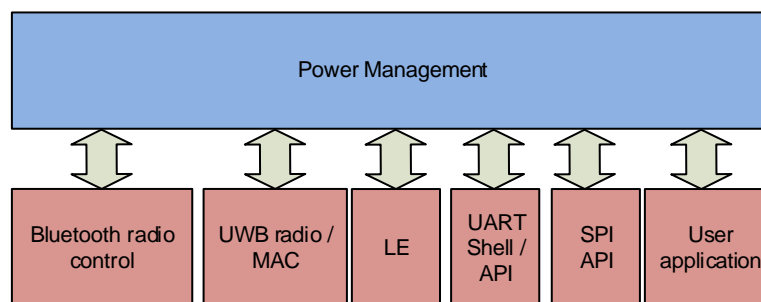 Power Management
Bluetooth radio
control
UWB radio /
MAC
LE
UART
Shell /
API
SPI
API
User
application